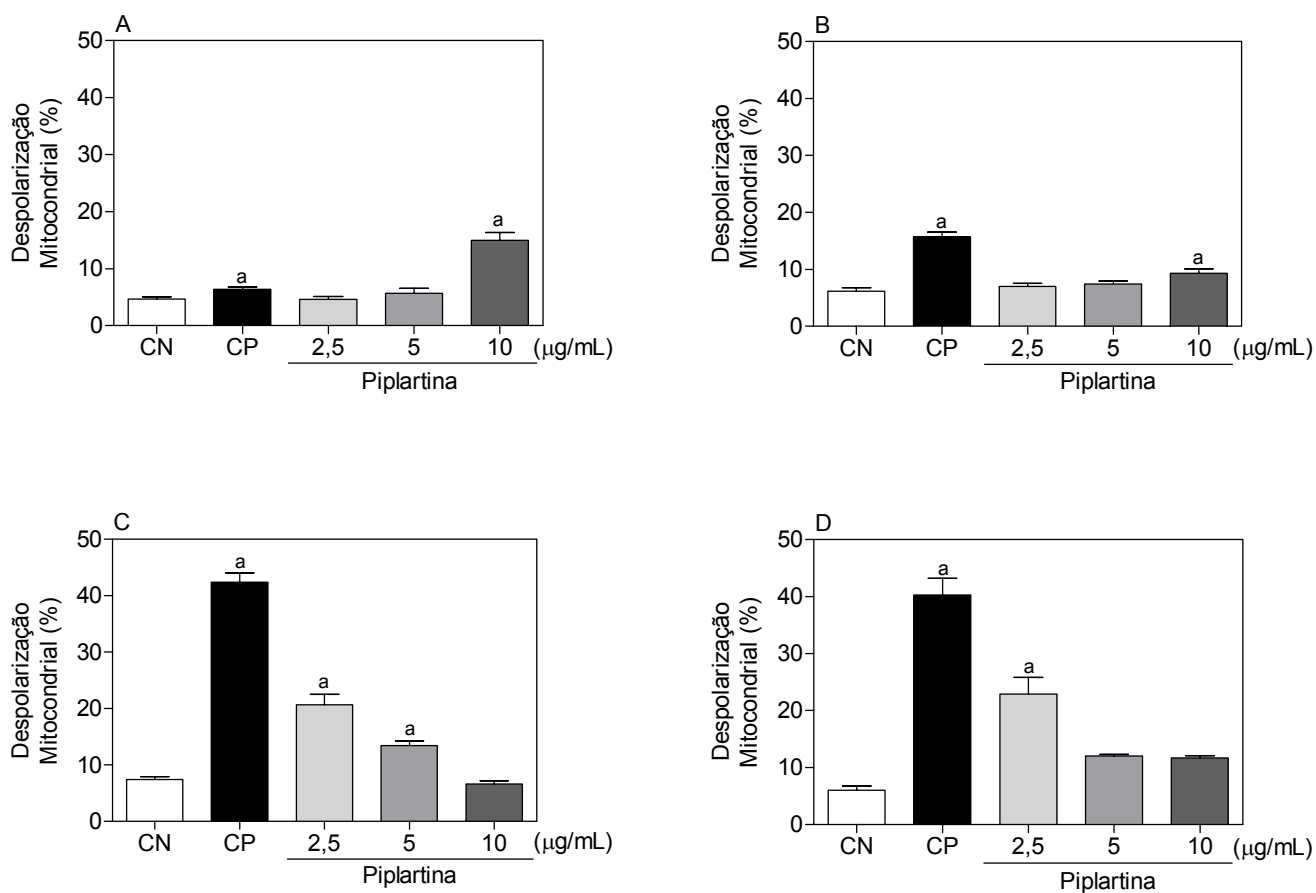 A
Despolarização
Mitocondrial (%)
50
40
30
20
10
0
a
a
CN CP 2,5 5 10 (μg/mL)
Piplartina
B
Despolarização
Mitocondrial (%)
50
40
30
20
10
0
a
a
CN CP 2,5 5 10 (μg/mL)
Piplartina
C
Despolarização
Mitocondrial (%)
50
40
30
20
10
0
a
a
a
CN CP 2,5 5 10 (μg/mL)
Piplartina
D
Despolarização
Mitocondrial (%)
50
40
30
20
10
0
a
a
CN CP 2,5 5 10 (μg/mL)
Piplartina